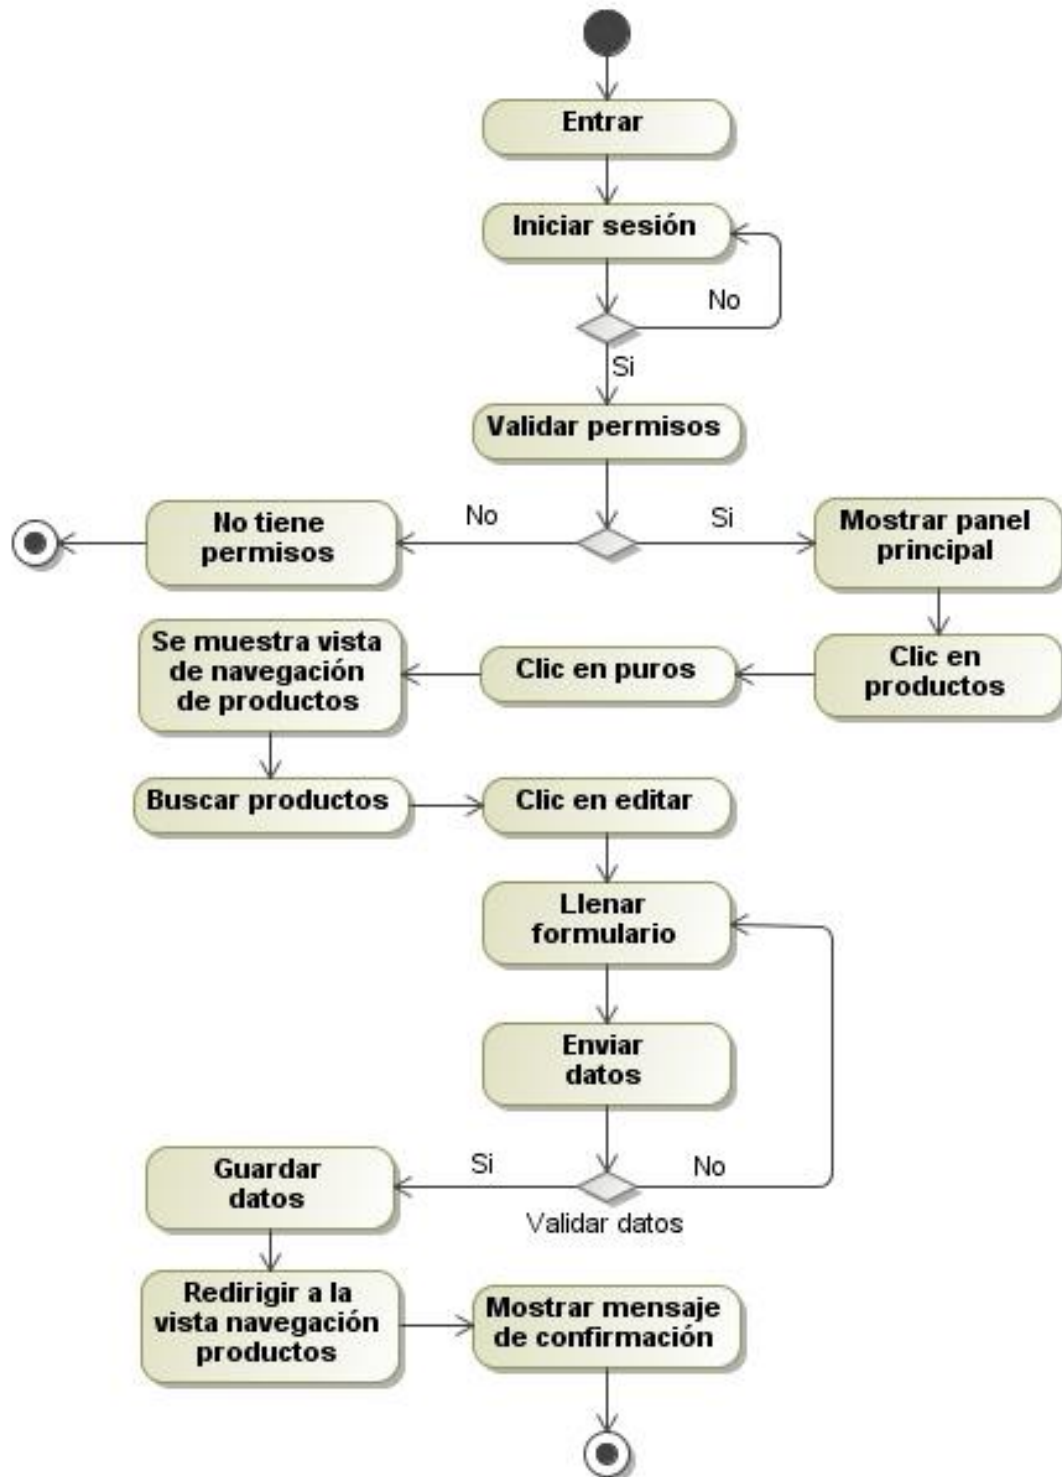 Entrar
Iniciar sesión
No
Si
Validar permisos
No
Si
No tiene
permisos
Mostrar panel
principal
Se muestra vista
de navegación
de productos
Clic en puros
Clic en
productos
Buscar productos
Clic en editar
Llenar
formulario
Enviar
datos
Si
No
Guardar
datos
Validar datos
Redirigir a la
vista navegación
productos
Mostrar mensaje
de confirmación